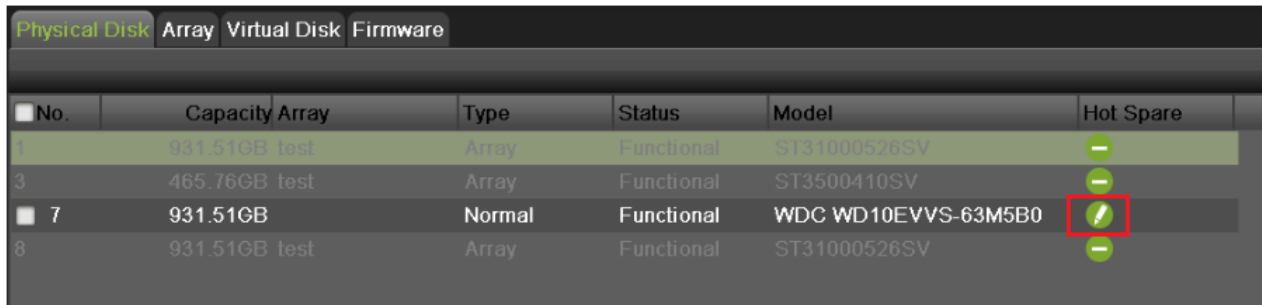 Physical Disk Array Virtual Disk Firmware
No. Capacity Array Type Status Model Hot Spare
1 931.51GB test Array Functional ST31000526SV
3 465.76GB test Array Functional ST3500410SV
7 931.51GB Normal Functional WDC WD10EVVS-63M5B0
8 931.51GB test Array Functional ST31000526SV